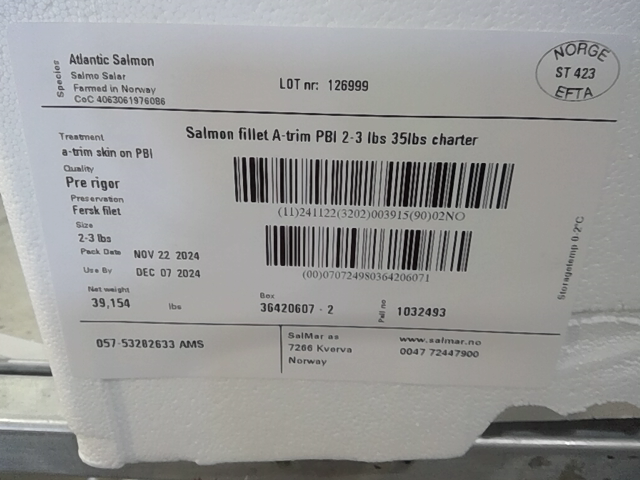 Species
Atlantic Salmon
Salmo Salar
Farmed in Norway
CoC 4063061976086
LOT nr: 126999
NORGE
ST 423
EFTA
Treatment
a-trim skin on PBI
Quality
Pre rigor
Preservation
Fersk filet
Size
2-3 lbs
Pack Date NOV 22 2024
Use By DEC 07 2024
Net weight
39,154 lbs
Salmon fillet A-trim PBI 2-3 lbs 35lbs charter
(11)241122(3202)003915(90)02NO
(00)070724980364206071
Box
36420607 - 2
Pall no 1032493
Storagetemp 0-2°C
057-53282633 AMS
SalMar as
7266 Kverva
Norway
www.salmar.no
0047 72447900